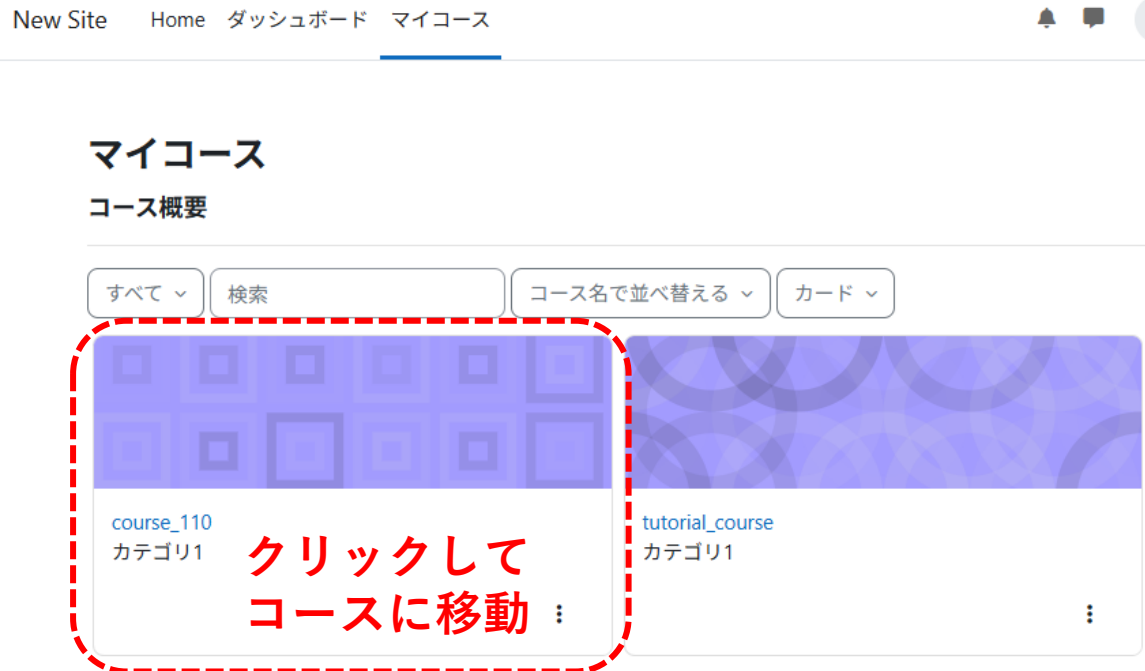 New Site Home ダッシュボード マイコース
マイコース
コース概要
すべて 検索 コース名で並べ替える カード
course_110
カテゴリ1
クリックして
コースに移動
tutorial_course
カテゴリ1